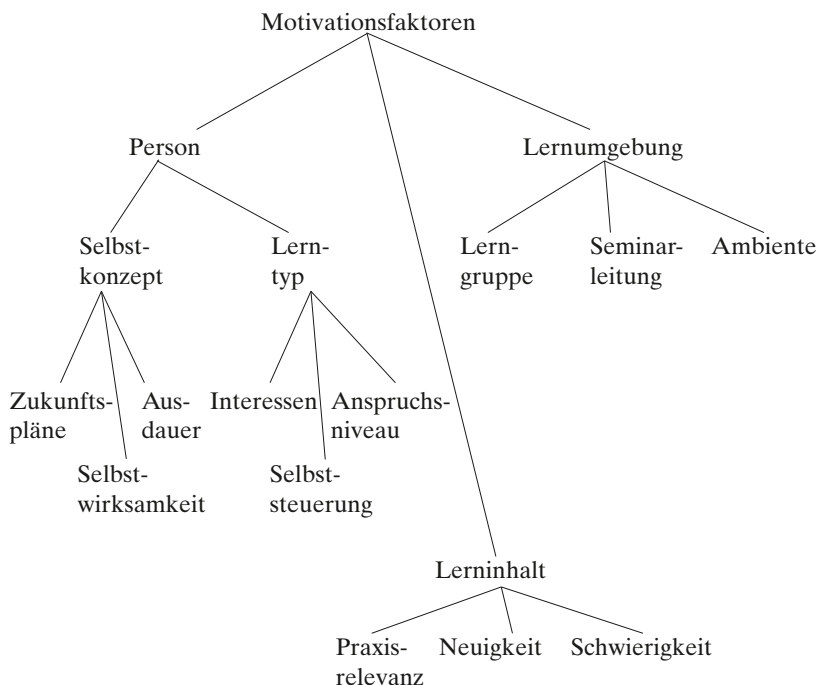 Motivationsfaktoren
Person
Lernumgebung
Selbst-
konzept
Lern-
typ
Lern-
gruppe
Seminar-
leitung
Ambiente
Zukunfts-
pläne
Aus-
dauer
Interessen
Anspruchs-
niveau
Selbst-
wirksamkeit
Selbst-
steuerung
Lerninhalt
Praxis-
relevanz
Neuigkeit
Schwierigkeit